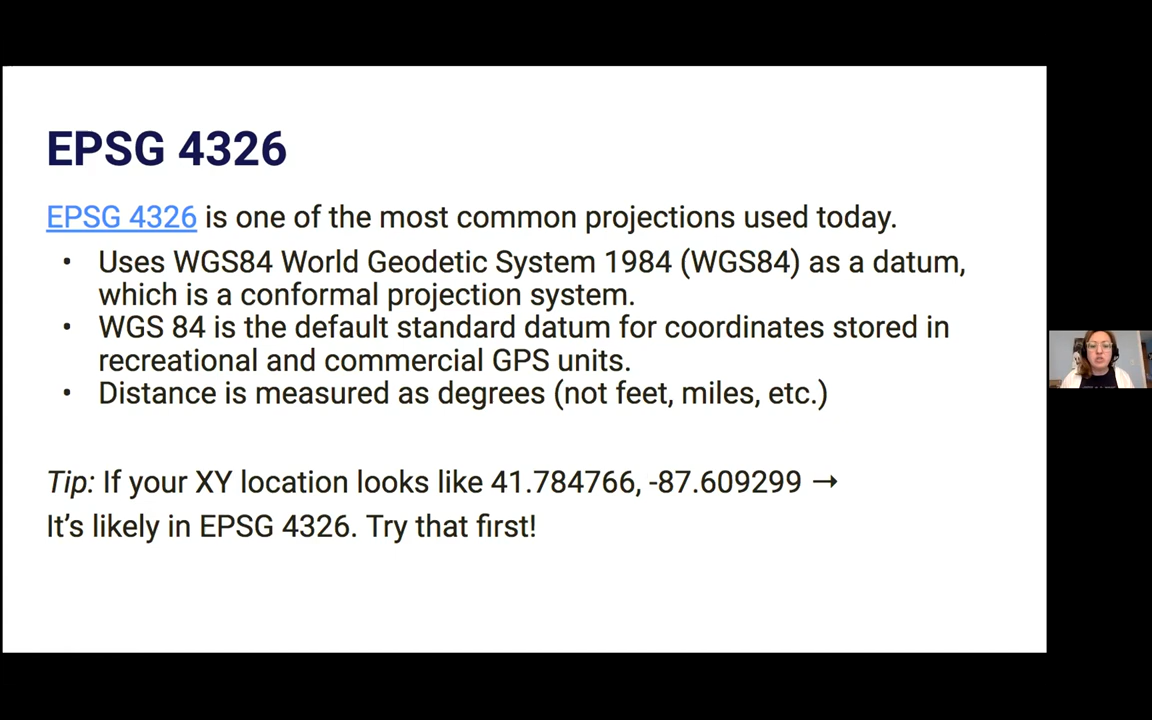 EPSG 4326
EPSG 4326 is one of the most common projections used today.
• Uses WGS84 World Geodetic System 1984 (WGS84) as a datum,
which is a conformal projection system.
• WGS 84 is the default standard datum for coordinates stored in
recreational and commercial GPS units.
• Distance is measured as degrees (not feet, miles, etc.)
Tip: If your XY location looks like 41.784766, -87.609299 →
It's likely in EPSG 4326. Try that first!